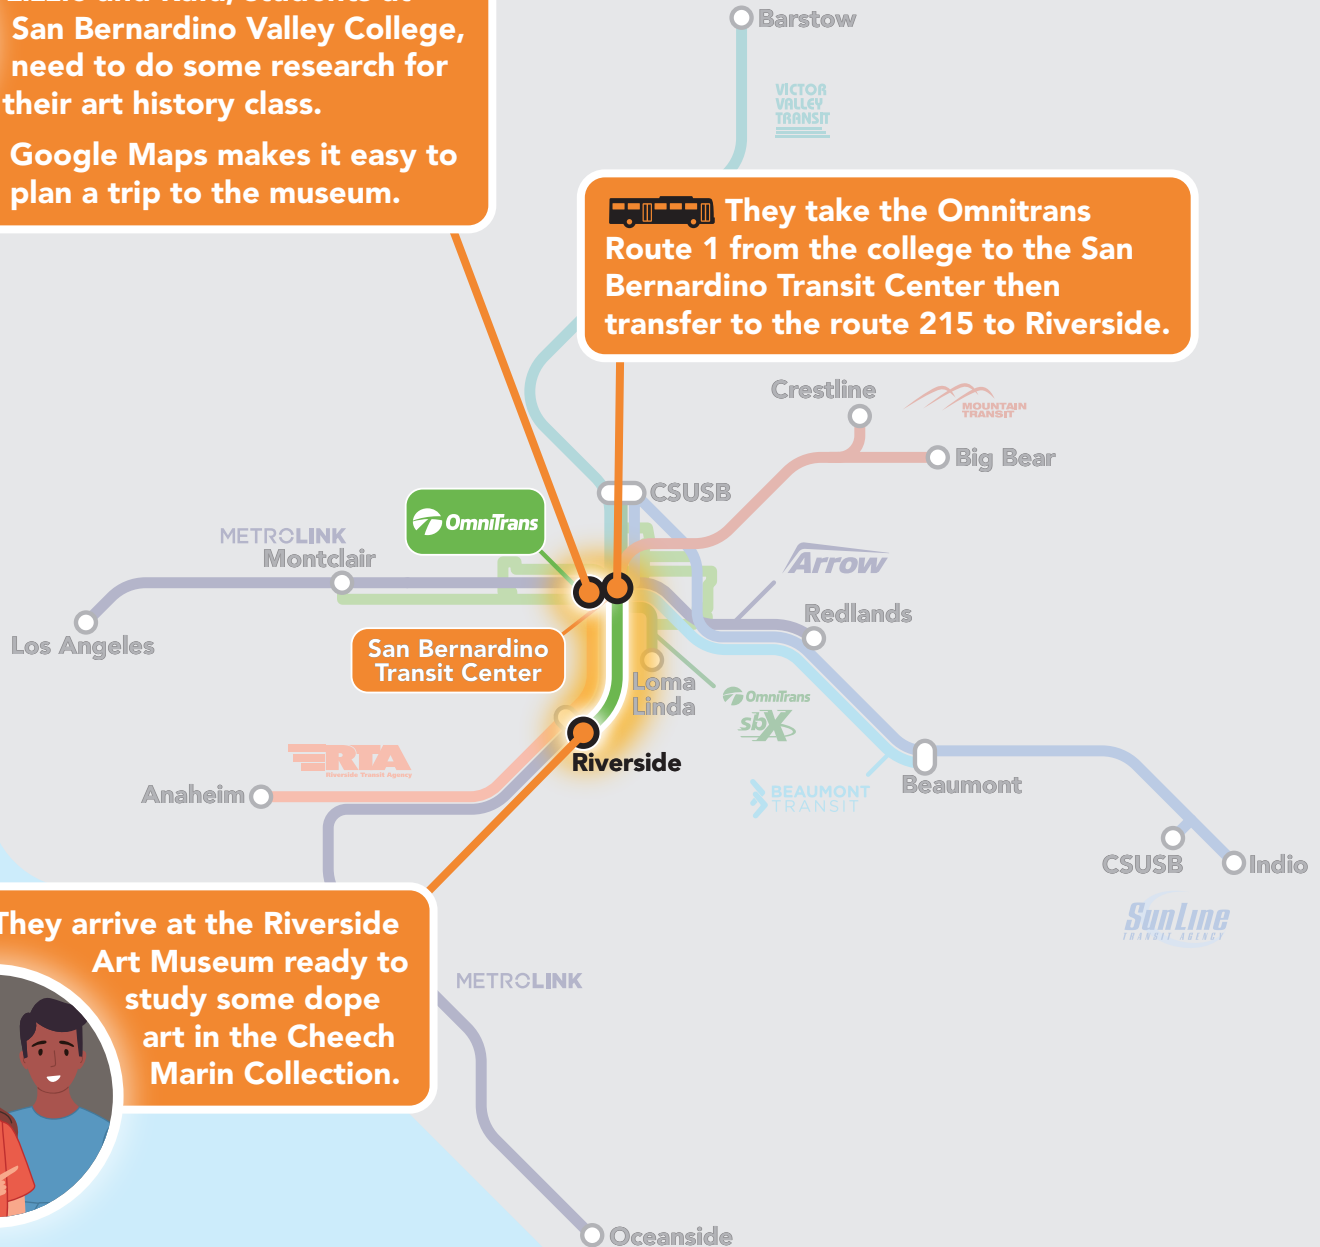 San Bernardino Valley College,
need to do some research for
their art history class.
Google Maps makes it easy to
plan a trip to the museum.
Barstow
VICTOR
VALLEY
TRANSIT
They take the Omnitrans
Route 1 from the college to the San
Bernardino Transit Center then
transfer to the route 215 to Riverside.
Crestline
MOUNTAIN
TRANSIT
Big Bear
CSUSB
OmniTrans
METROLINK
Montclair
Arrow
Redlands
Los Angeles
San Bernardino
Transit Center
Loma
Linda
OmniTrans
sbX
RTA
Riverside Transit Agency
Riverside
Anaheim
BEAUMONT
TRANSIT
Beaumont
CSUSB
Indio
SunLine
TRANSIT AGENCY
They arrive at the Riverside
Art Museum ready to
study some dope
art in the Cheech
Marin Collection.
METROLINK
Oceanside